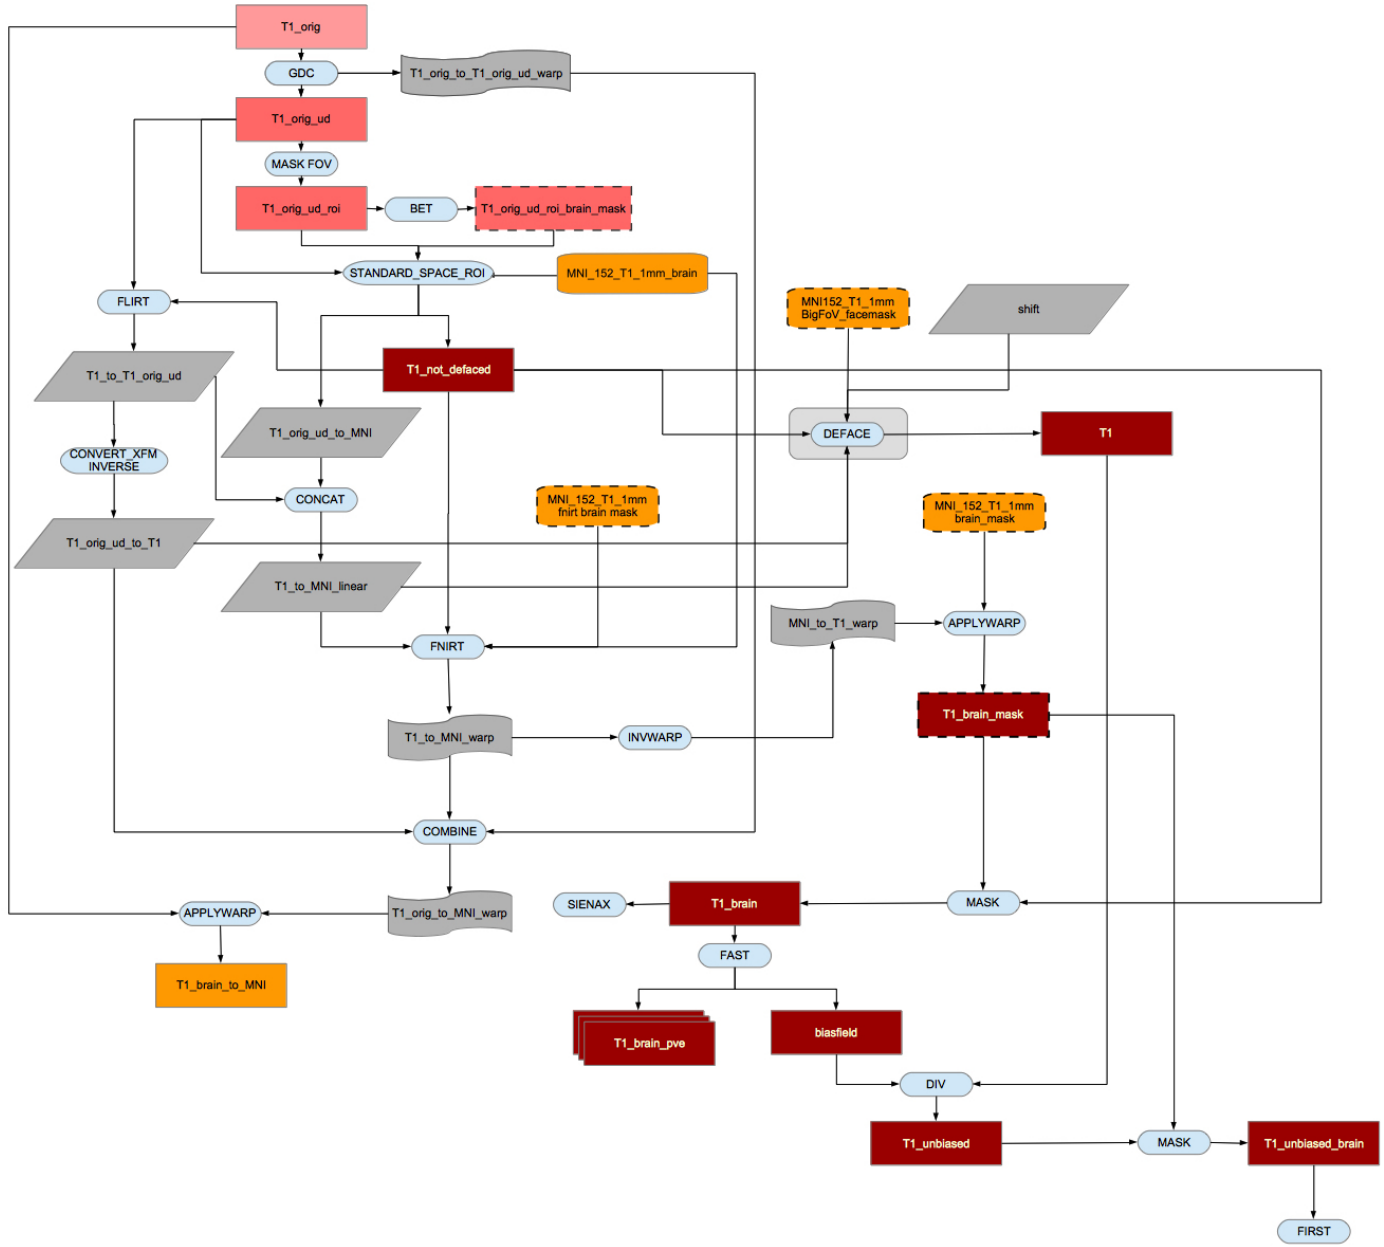 T1_orig
GDC
T1_orig_to_T1_orig_ud_warp
T1_orig_ud
MASK FOV
T1_orig_ud_roi
BET
T1_orig_ud_roi_brain_mask
STANDARD_SPACE_ROI
MNI_152_T1_1mm_brain
FLIRT
MNI152_T1_1mm
BigFoV_facemask
shift
T1_to_T1_orig_ud
T1_not_defaced
T1_orig_ud_to_MNI
DEFACE
T1
CONVERT_XFM
INVERSE
CONCAT
MNI_152_T1_1mm
fnirt brain mask
MNI_152_T1_1mm
brain_mask
T1_orig_ud_to_T1
T1_to_MNI_linear
MNI_to_T1_warp
APPLYWARP
FNIRT
T1_brain_mask
T1_to_MNI_warp
INVWARP
COMBINE
SIENAX
T1_brain
MASK
APPLYWARP
T1_orig_to_MNI_warp
FAST
T1_brain_to_MNI
T1_brain_pve
biasfield
DIV
T1_unbiased
MASK
T1_unbiased_brain
FIRST